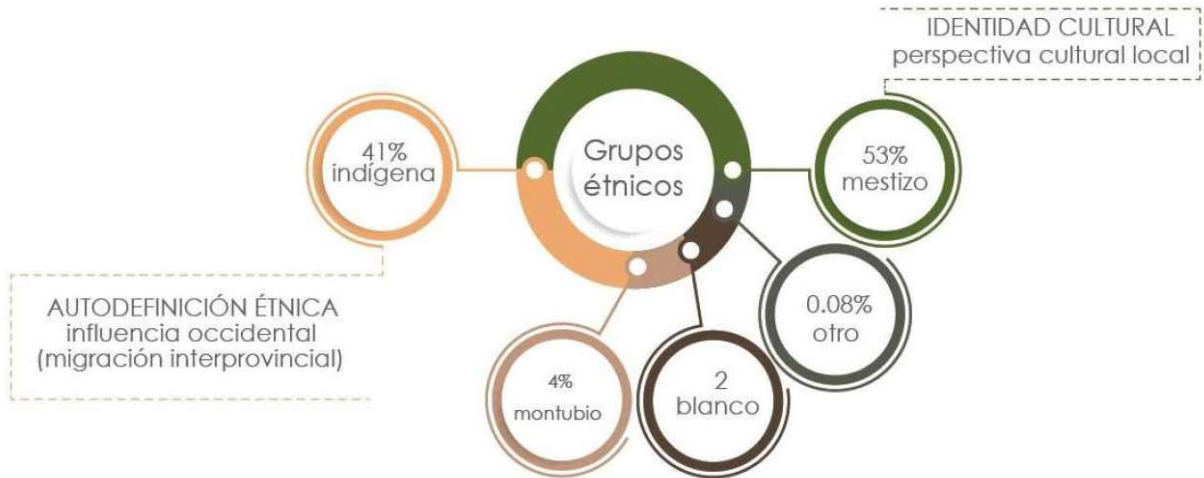 IDENTIDAD CULTURAL
perspectiva cultural local
Grupos
étnicos
41%
indígena
53%
mestizo
AUTODEFINICIÓN ÉTNICA
influencia occidental
(migración interprovincial)
0.08%
otro
4%
montubio
2
blanco